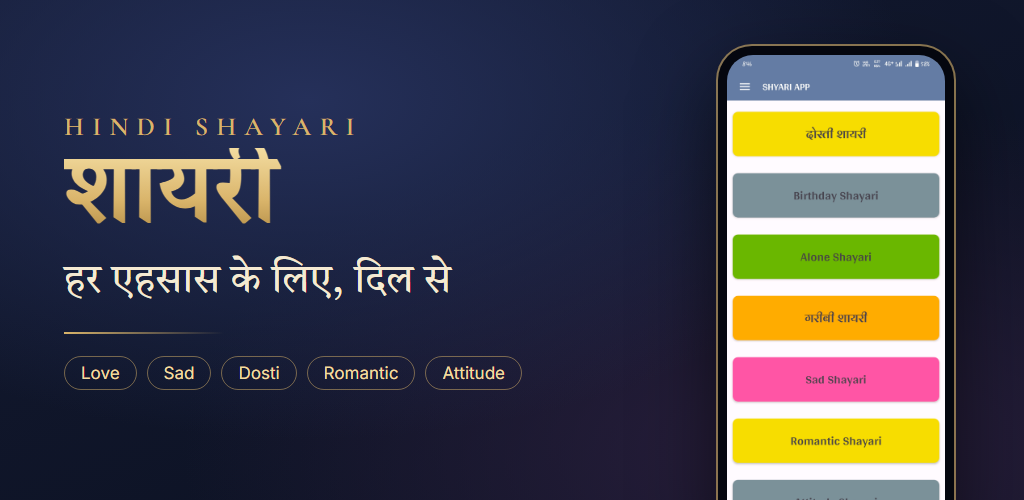 HINDI SHAYARI
शायरी
हर एहसास के लिए, दिल से
Love Sad Dosti Romantic Attitude
SHYARI APP
दोस्ती शायरी
Birthday Shayari
Alone Shayari
गरीबी शायरी
Sad Shayari
Romantic Shayari